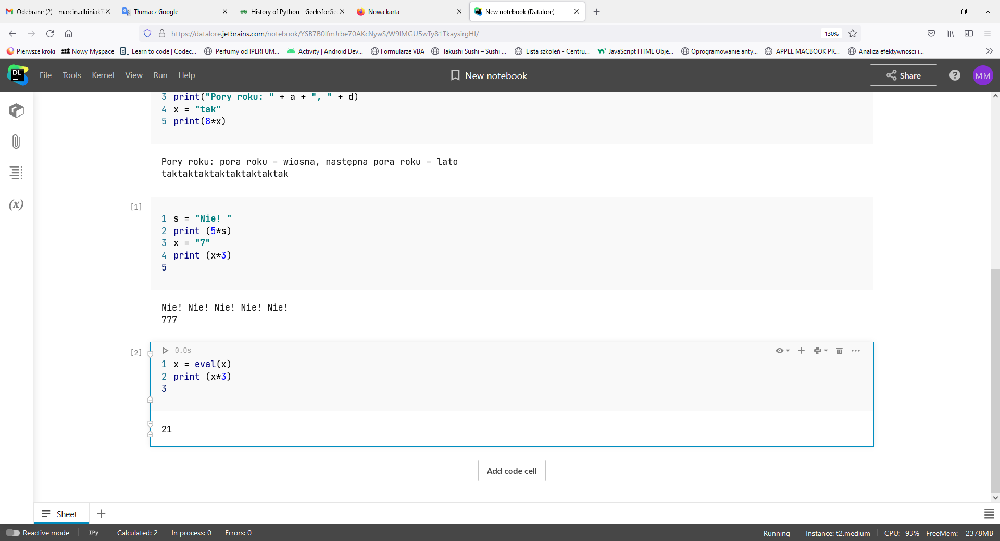 Odebrane (2) - marcin.albiniak7
Tłumacz Google
History of Python - GeeksforGee
Nowa karta
New notebook (Datalore)
https://datalore.jetbrains.com/notebook/YSB7B0lfmJrbe70AKcNywS/W9lMGU5wTy81TkaysirgHI/
130%
Pierwsze kroki
Nowy Myspace
Learn to code | Codec...
Perfumy od IPERFUM...
Activity | Android Dev...
Formularze VBA
Takushi Sushi – Sushi ...
Lista szkoleń - Centru...
JavaScript HTML Obje...
Oprogramowanie anty...
APPLE MACBOOK PR...
Analiza efektywności i...
DL
File Tools Kernel View Run Help
New notebook
Share
MM
3 print("Pory roku: " + a + ", " + d)
4 x = "tak"
5 print(8*x)
Pory roku: pora roku – wiosna, następna pora roku – lato
taktaktaktaktaktaktaktak
[1]
1 s = "Nie! "
2 print (5*s)
3 x = "7"
4 print (x*3)
5
Nie! Nie! Nie! Nie! Nie!
777
[2]
0.0s
1 x = eval(x)
2 print (x*3)
3
21
Add code cell
(x)
Sheet
Reactive mode
IPy
Calculated: 2
In process: 0
Errors: 0
Running
Instance: t2.medium
CPU: 93%
FreeMem: 2378MB